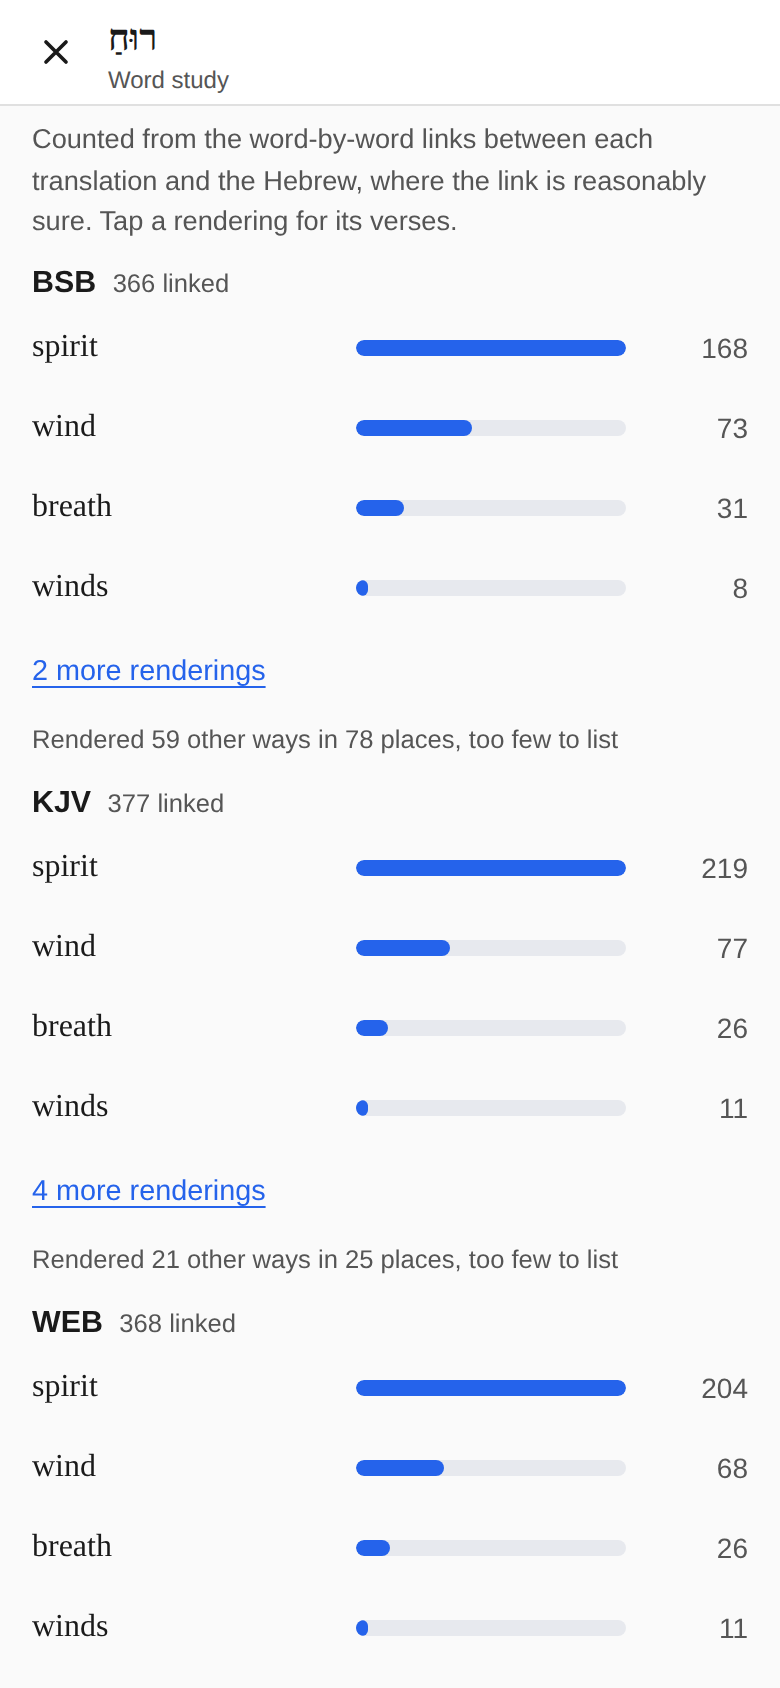 רוּחַ
Word study
Counted from the word-by-word links between each
translation and the Hebrew, where the link is reasonably
sure. Tap a rendering for its verses.
BSB 366 linked
spirit 168
wind 73
breath 31
winds 8
2 more renderings
Rendered 59 other ways in 78 places, too few to list
KJV 377 linked
spirit 219
wind 77
breath 26
winds 11
4 more renderings
Rendered 21 other ways in 25 places, too few to list
WEB 368 linked
spirit 204
wind 68
breath 26
winds 11